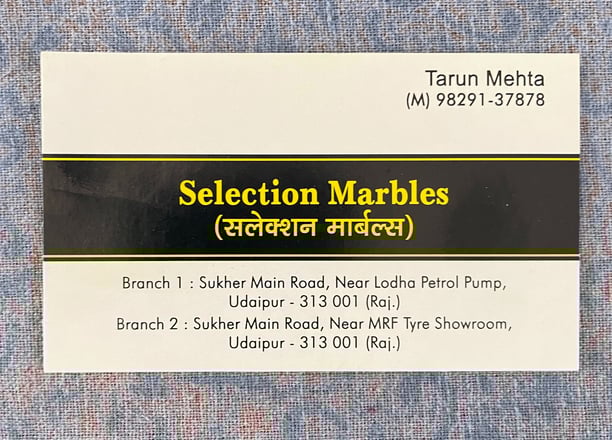 Tarun Mehta
(M) 98291-37878
Selection Marbles
(सलेक्शन मार्बल्स)
Branch 1 : Sukher Main Road, Near Lodha Petrol Pump,
Udaipur - 313 001 (Raj.)
Branch 2 : Sukher Main Road, Near MRF Tyre Showroom,
Udaipur - 313 001 (Raj.)